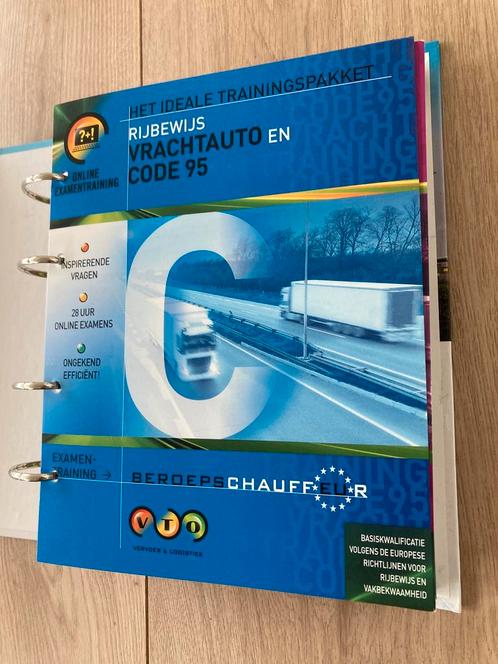 HET IDEALE TRAININGSPAKKET
RIJBEWIJS
VRACHTAUTO EN
CODE 95
?+!
ONLINE
EXAMENTRAINING
INSPIRERENDE
VRAGEN
28 UUR
ONLINE EXAMENS
ONGEKEND
EFFICIËNT!
C
EXAMEN-
TRAINING →
BEROEPSCHAUFFEUR
VTO
VERVOER & LOGISTIEK
BASISKWALIFICATIE
VOLGENS DE EUROPESE
RICHTLIJNEN VOOR
RIJBEWIJS EN
VAKBEKWAAMHEID